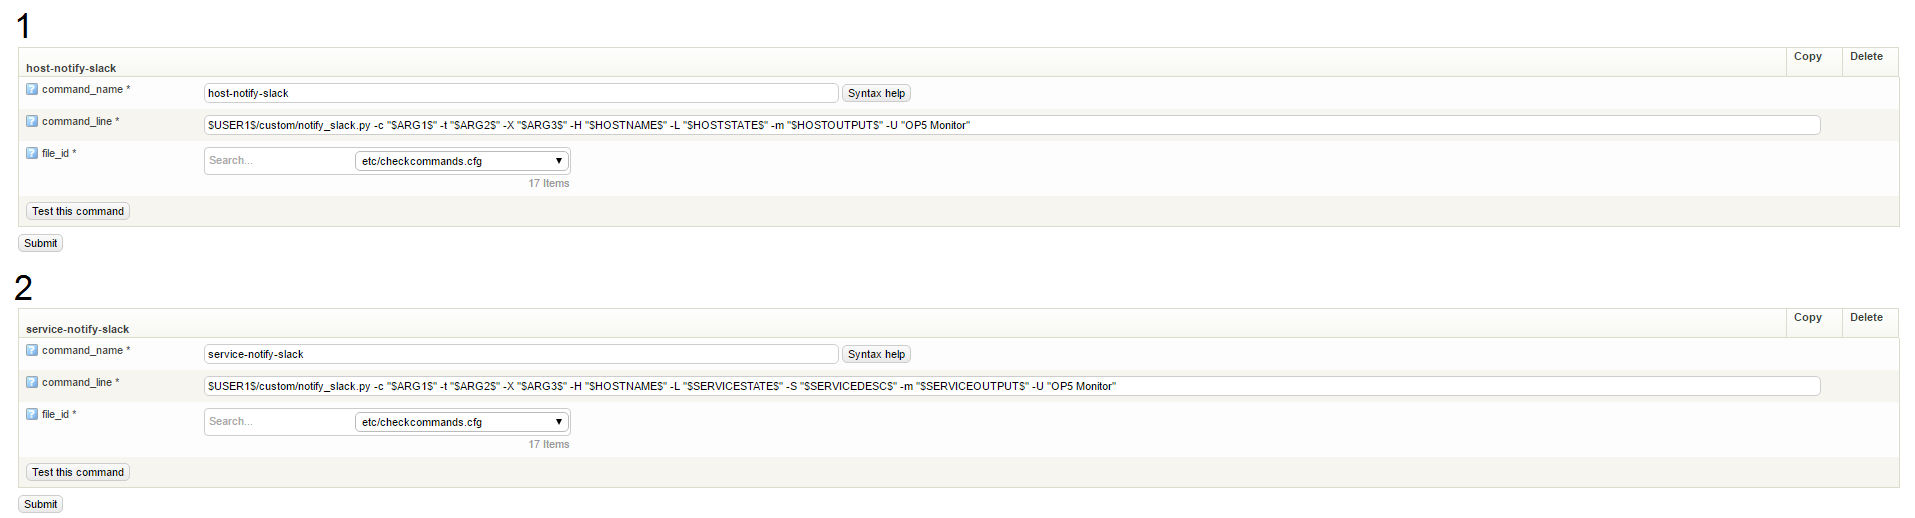 1
host-notify-slack Copy Delete
? command_name * host-notify-slack Syntax help
? command_line * $USER1$/custom/notify_slack.py -c "$ARG1$" -t "$ARG2$" -X "$ARG3$" -H "$HOSTNAME$" -L "$HOSTSTATE$" -m "$HOSTOUTPUT$" -U "OP5 Monitor"
? file_id * Search... etc/checkcommands.cfg ▼
17 Items
Test this command
Submit
2
service-notify-slack Copy Delete
? command_name * service-notify-slack Syntax help
? command_line * $USER1$/custom/notify_slack.py -c "$ARG1$" -t "$ARG2$" -X "$ARG3$" -H "$HOSTNAME$" -L "$SERVICESTATE$" -S "$SERVICEDESC$" -m "$SERVICEOUTPUT$" -U "OP5 Monitor"
? file_id * Search... etc/checkcommands.cfg ▼
17 Items
Test this command
Submit